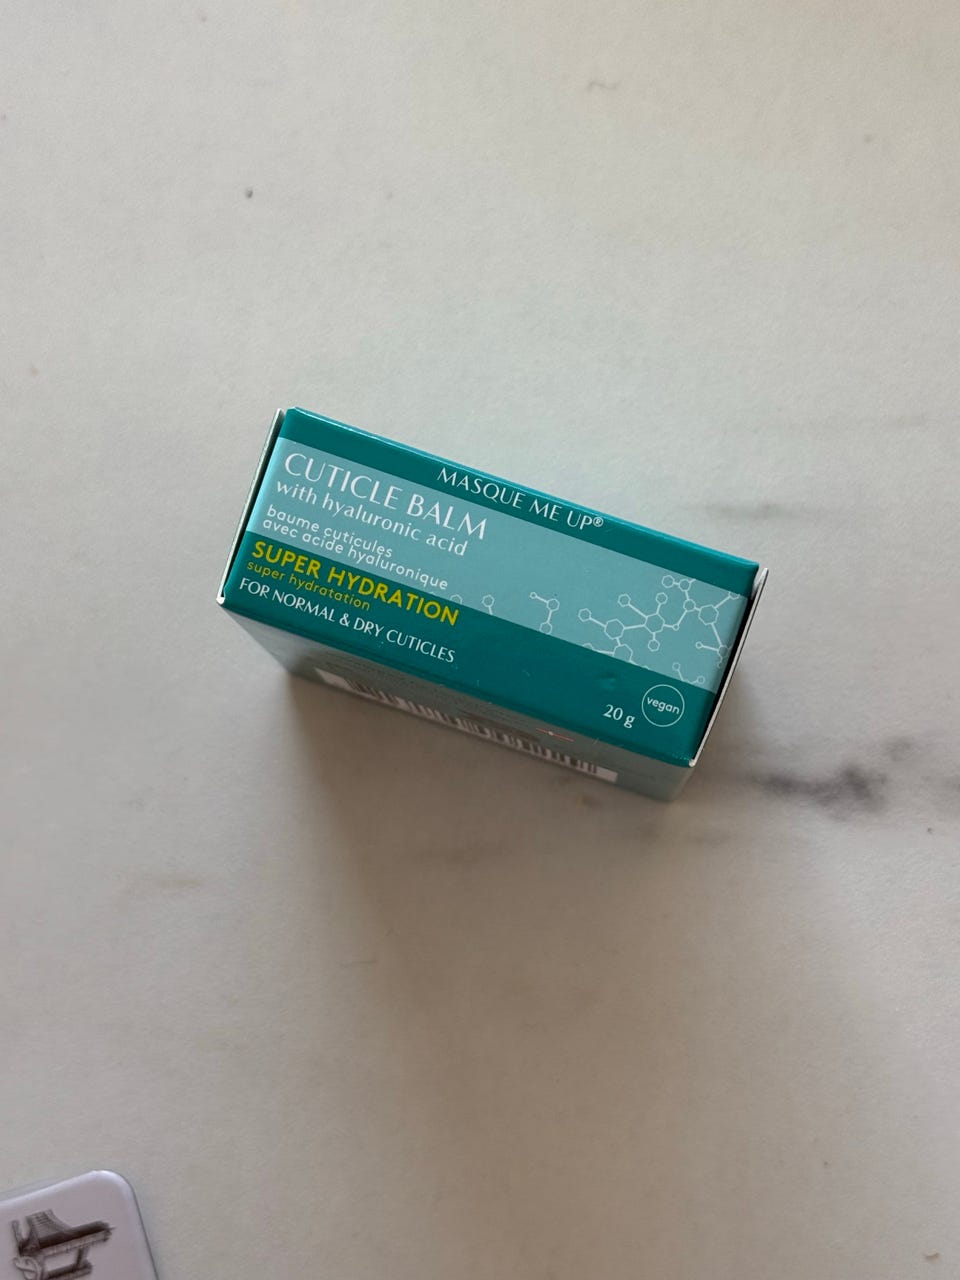 MASQUE ME UP®
CUTICLE BALM
with hyaluronic acid
baume cuticules
avec acide hyaluronique
SUPER HYDRATION
super hydratation
FOR NORMAL & DRY CUTICLES
20 g
vegan